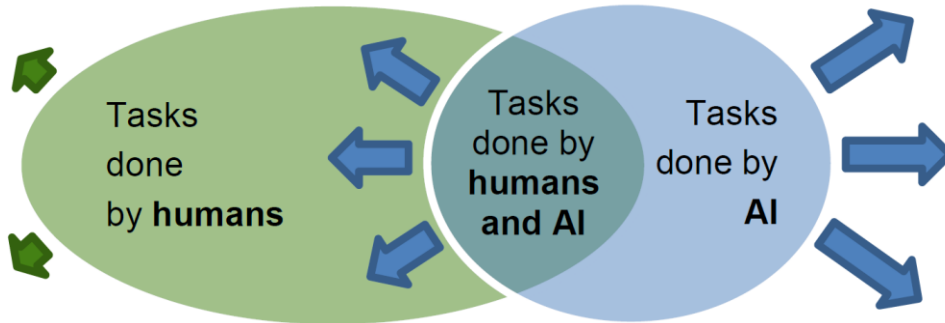 Tasks
done
by humans
Tasks
done by
humans
and AI
Tasks
done by
AI